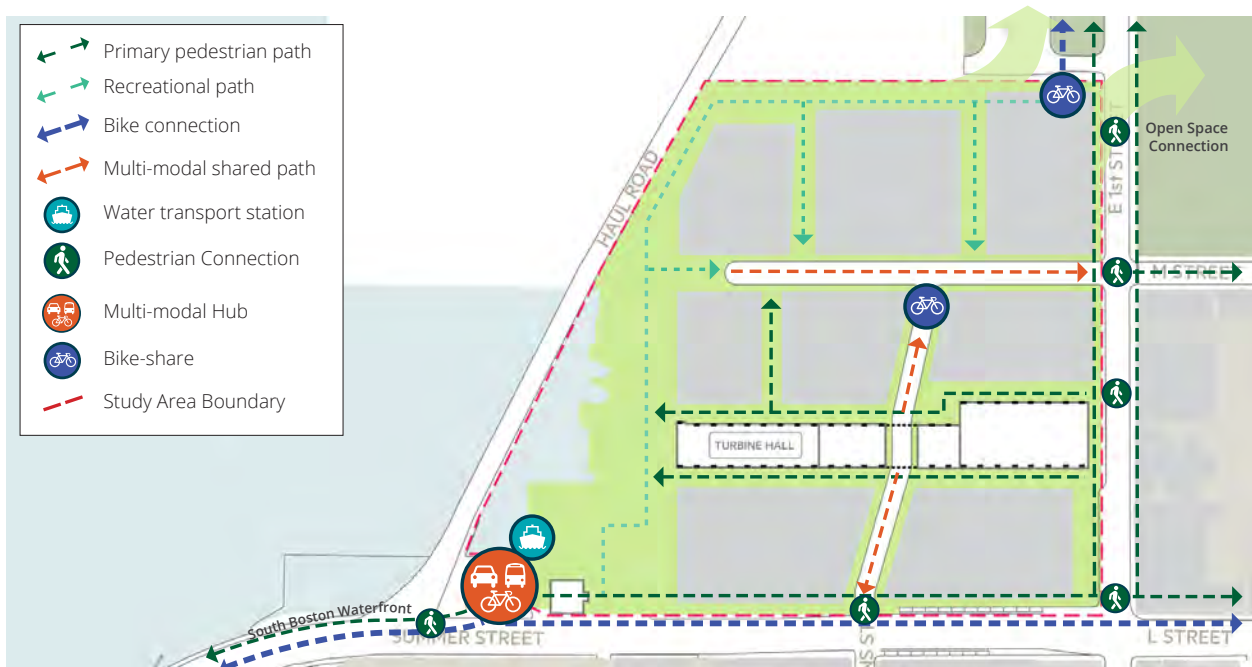 Primary pedestrian path
Recreational path
Bike connection
Multi-modal shared path
Water transport station
Pedestrian Connection
Multi-modal Hub
Bike-share
Study Area Boundary
HAUL ROAD
Open Space
Connection
E 1st
M STREE
TURBINE HALL
South Boston Waterfront
SUMMER STREET
NS ST
L STREET